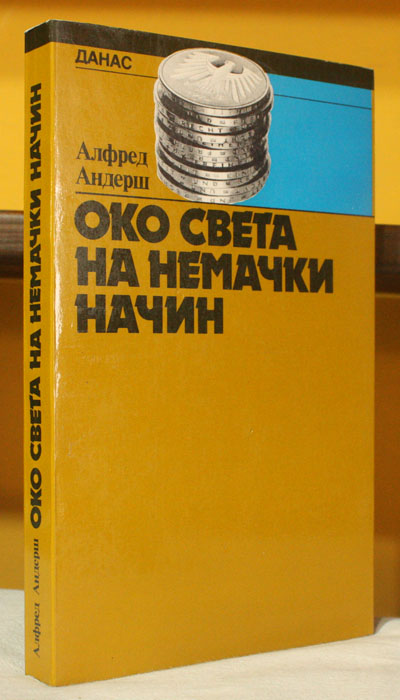 ДАНАС
Алфред
Андерш
ОКО СВЕТА
НА НЕМАЧКИ
НАЧИН
Алфред Андерш ОКО СВЕТА НА НЕМАЧКИ НАЧИН